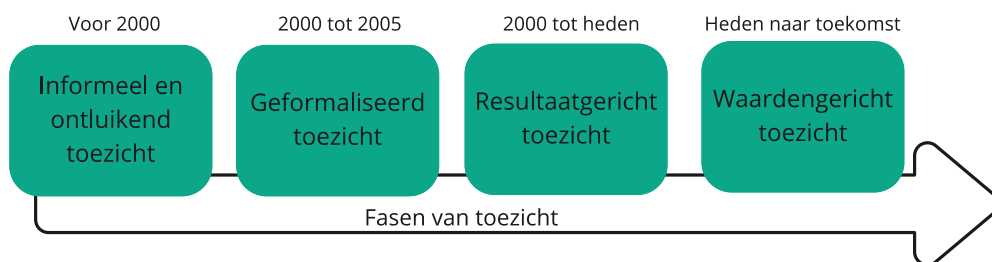 Voor 2000
2000 tot 2005
2000 tot heden
Heden naar toekomst
Informeel en
ontluikend
toezicht
Geformaliseerd
toezicht
Resultaatgericht
toezicht
Waardengericht
toezicht
Fasen van toezicht